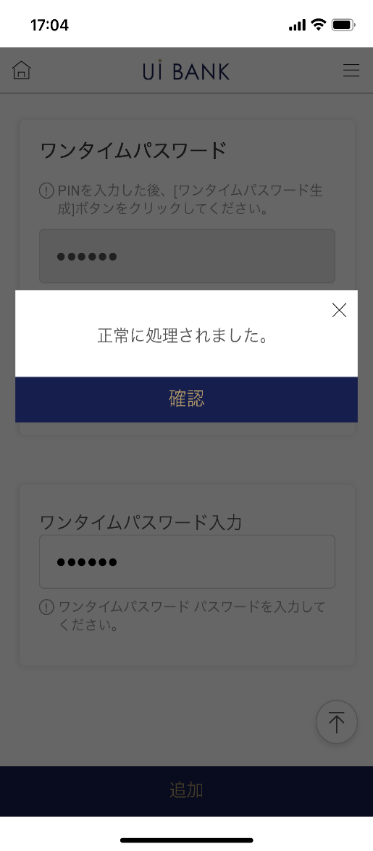 17:04
UI BANK
ワンタイムパスワード
PINを入力した後、[ワンタイムパスワード生
成]ボタンをクリックしてください。
●●●●●●
正常に処理されました。
確認
ワンタイムパスワード入力
●●●●●●
ワンタイムパスワード パスワードを入力して
ください。
追加